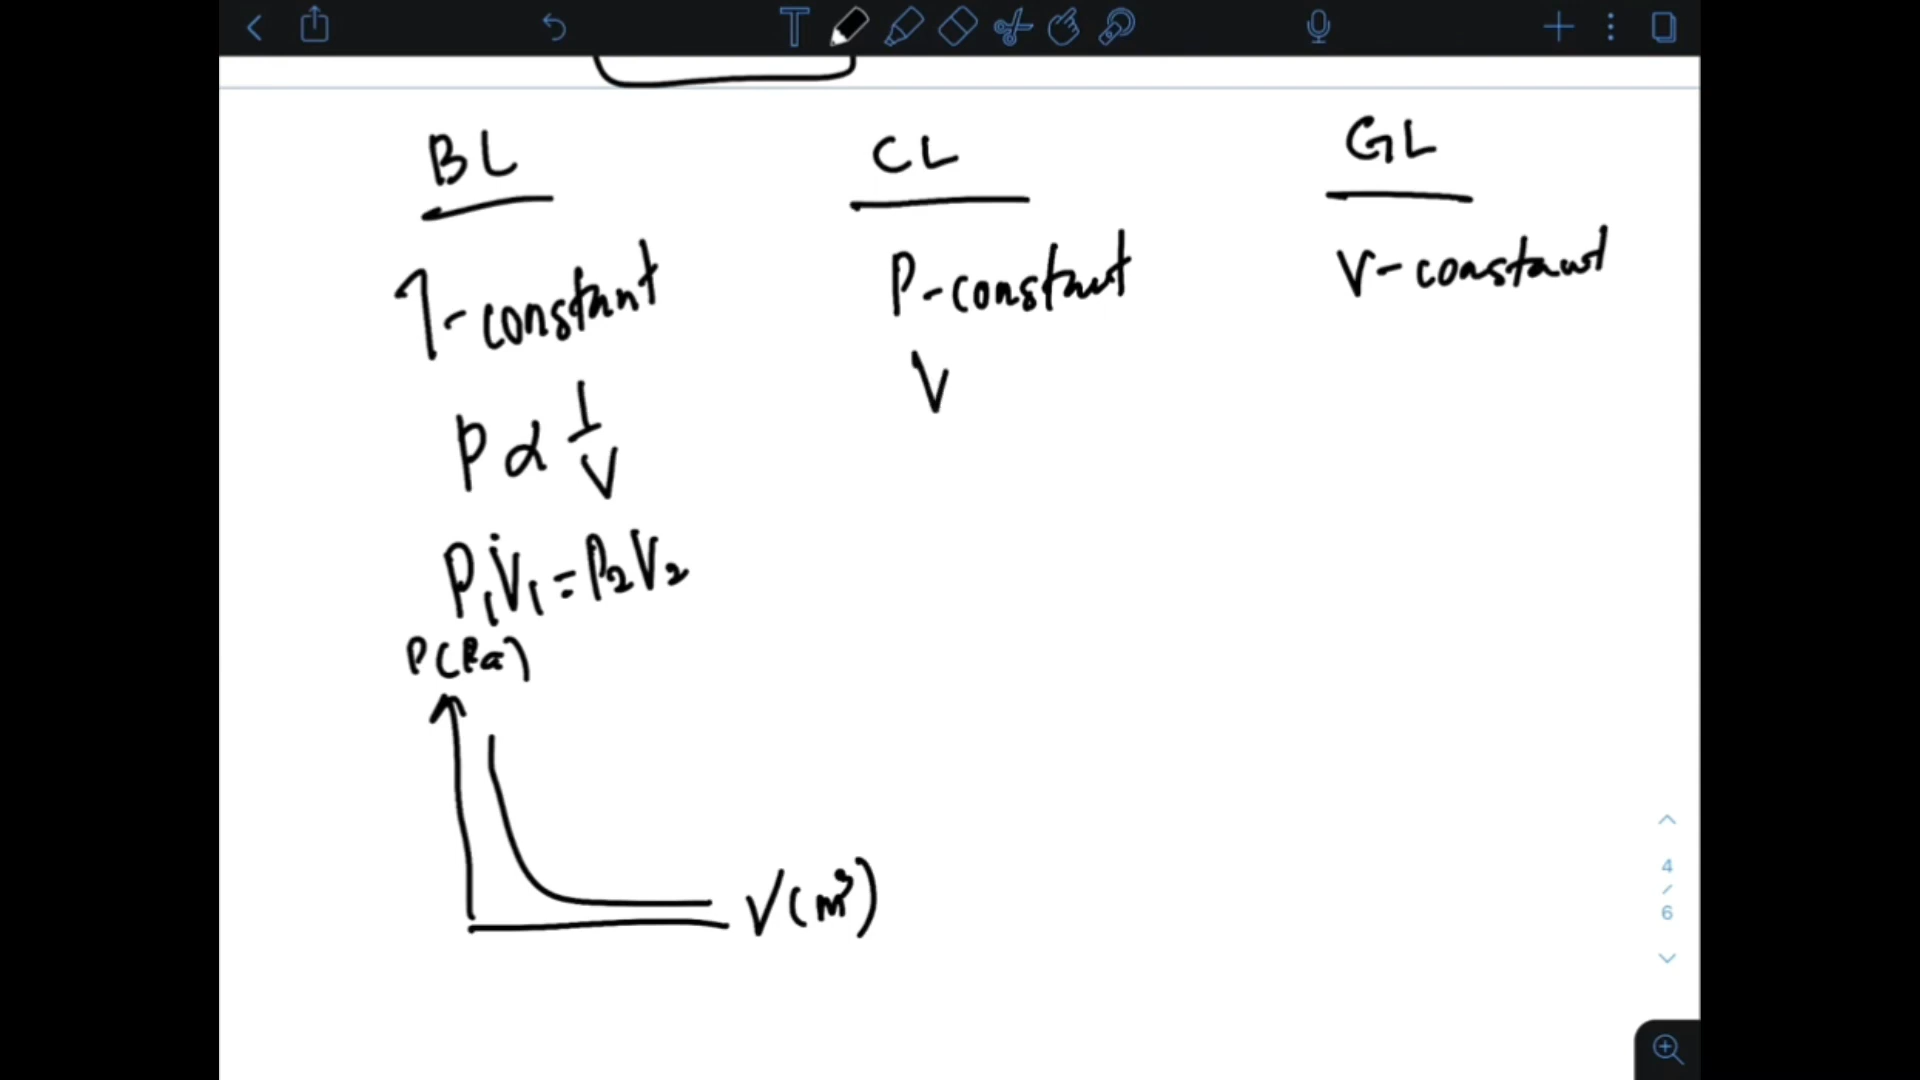 BL
T-constant
P ∝ 1/V
P₁V₁ = P₂V₂
P(Pa)
V(m³)
CL
P-constant
V
GL
V-constant
4
/
6